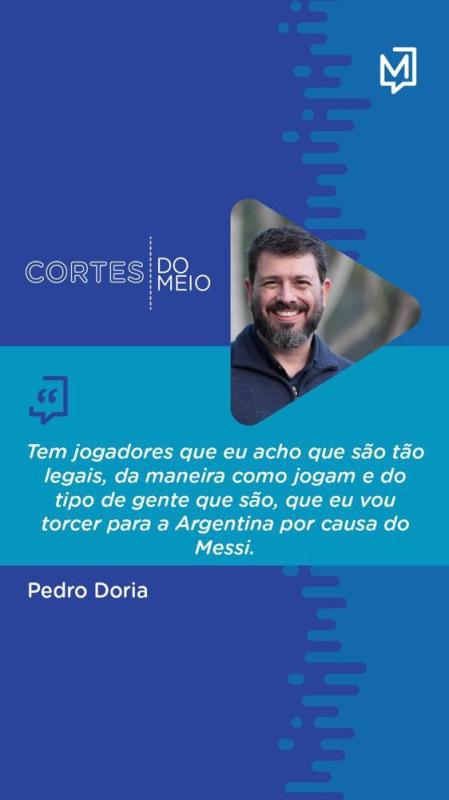 M
CORTES DO
MEIO
“
Tem jogadores que eu acho que são tão
legais, da maneira como jogam e do
tipo de gente que são, que eu vou
torcer para a Argentina por causa do
Messi.
Pedro Doria